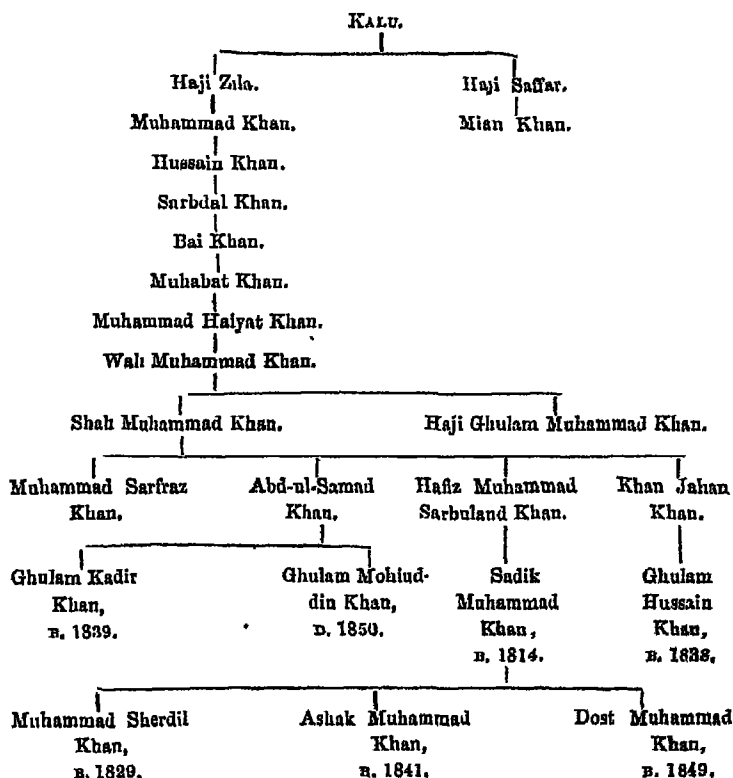 KALU.
Haji Zila. Haji Saffar.
Muhammad Khan. Mian Khan.
Hussain Khan.
Sarbdal Khan.
Bai Khan.
Muhabat Khan.
Muhammad Haiyat Khan.
Wali Muhammad Khan.
Shah Muhammad Khan. Haji Ghulam Muhammad Khan.
Muhammad Sarfraz Abd-ul-Samad Hafiz Muhammad Khan Jahan
Khan. Khan. Sarbuland Khan. Khan.
Ghulam Kadir Ghulam Mohiud- Sadik Ghulam
Khan, din Khan, Muhammad Hussain
B. 1839. D. 1850. Khan, Khan,
B. 1814. B. 1838.
Muhammad Sherdil Ashak Muhammad Dost Muhammad
Khan, Khan, Khan,
B. 1829. B. 1841. B. 1849.